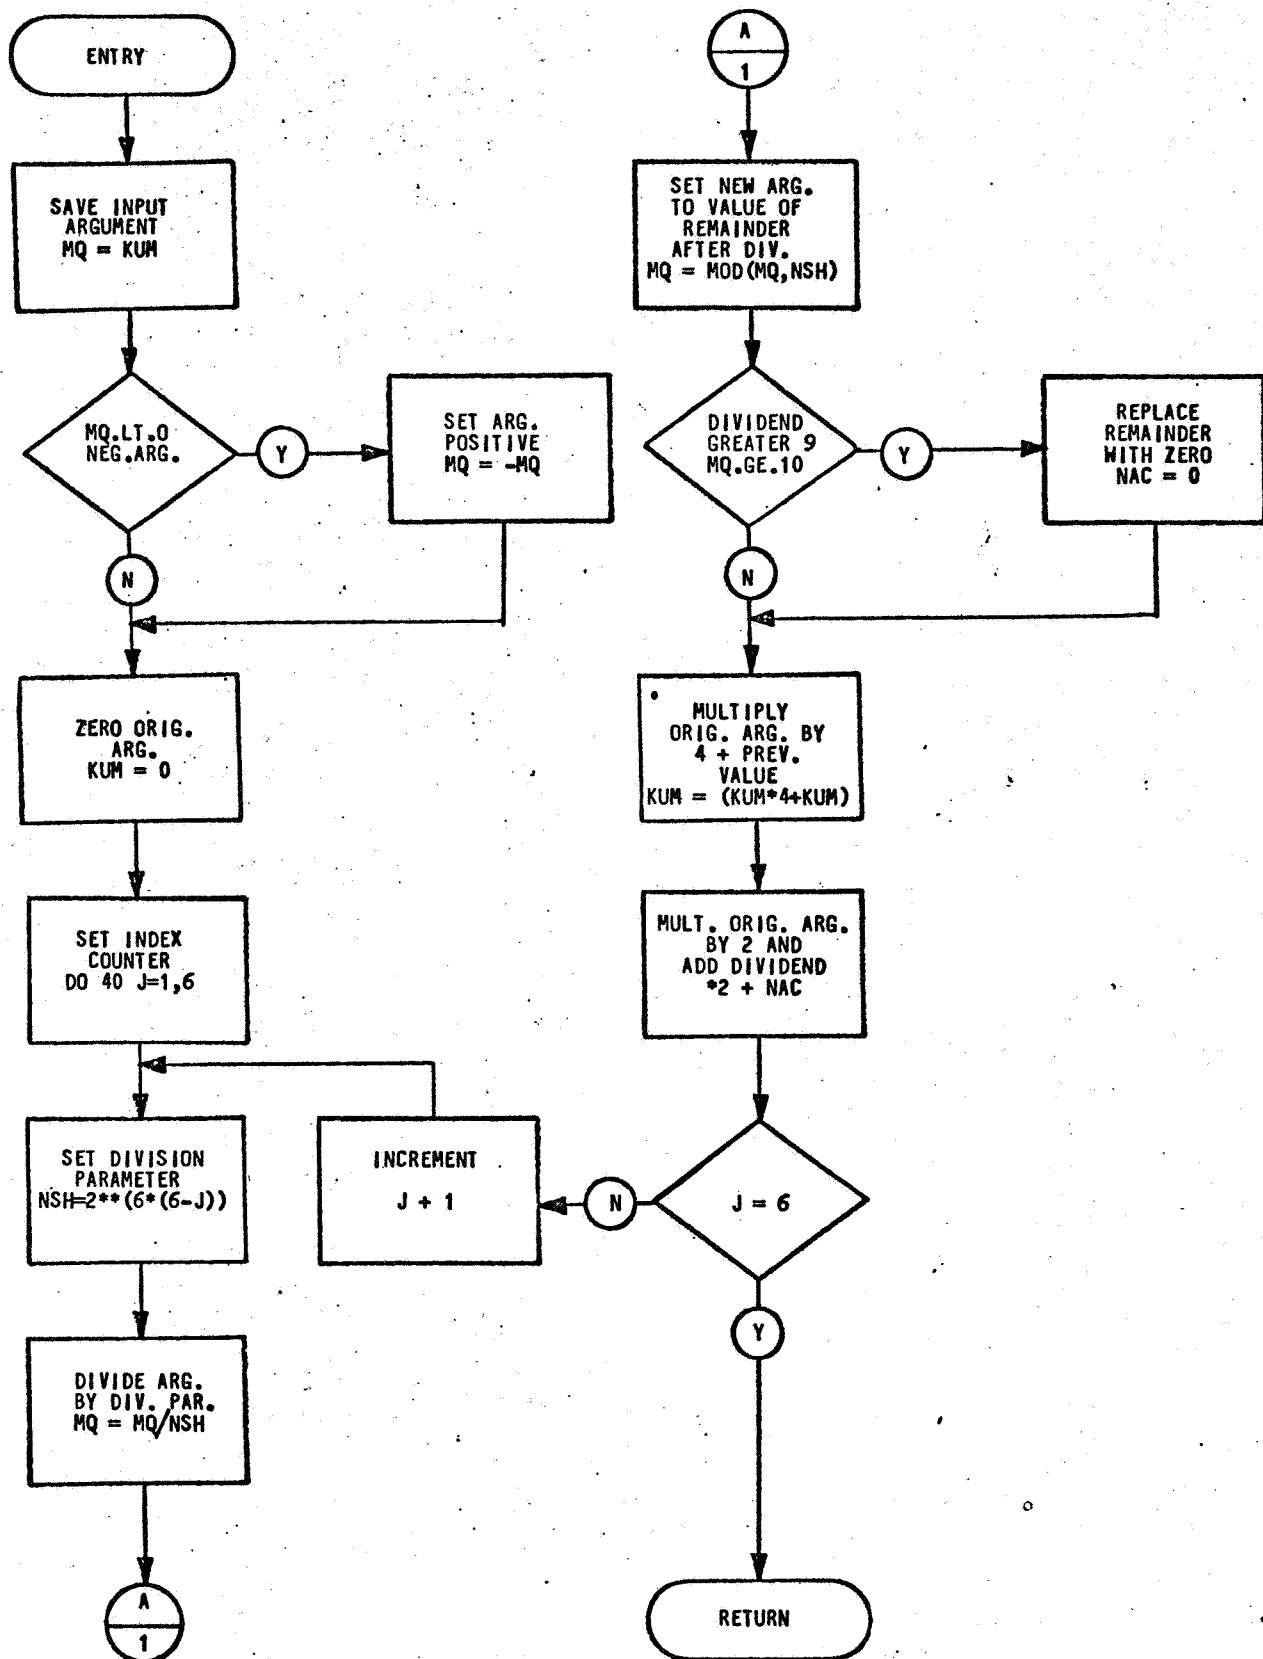 ENTRY
SAVE INPUT
ARGUMENT
MQ = KUM
MQ.LT.0
NEG.ARG.
Y
SET ARG.
POSITIVE
MQ = -MQ
N
ZERO ORIG.
ARG.
KUM = 0
SET INDEX
COUNTER
DO 40 J=1,6
SET DIVISION
PARAMETER
NSH=2**(6*(6-J))
INCREMENT
J + 1
DIVIDE ARG.
BY DIV. PAR.
MQ = MQ/NSH
A
1
A
1
SET NEW ARG.
TO VALUE OF
REMAINDER
AFTER DIV.
MQ = MOD(MQ,NSH)
DIVIDEND
GREATER 9
MQ.GE.10
Y
REPLACE
REMAINDER
WITH ZERO
NAC = 0
N
MULTIPLY
ORIG. ARG. BY
4 + PREV.
VALUE
KUM = (KUM*4+KUM)
MULT. ORIG. ARG.
BY 2 AND
ADD DIVIDEND
*2 + NAC
J = 6
N
Y
RETURN